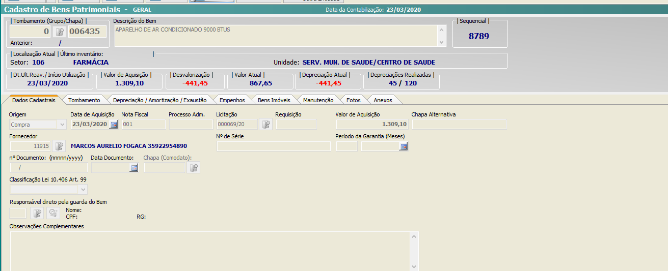 Cadastro de Bens Patrimoniais - GERAL
Data da Contabilização: 23/03/2020
Tombamento (Grupo/Chapa)
Descrição do Bem
Sequencial
0
006435
APARELHO DE AR CONDICIONADO 9000 BTUS
8789
Anterior: /
Localização Atual
Último inventário:
Setor: 106 FARMÁCIA
Unidade: SERV. MUN. DE SAUDE/CENTRO DE SAUDE
Dt.Últ.Reav./Início Utilização
Valor de Aquisição
Desvalorização
Valor Atual
Depreciação Atual
Depreciações Realizadas
23/03/2020
1.309,10
-441,45
867,65
-441,45
45 / 120
Dados Cadastrais
Tombamento
Depreciação / Amortização / Exaustão
Empenhos
Bens Imóveis
Manutenção
Fotos
Anexos
Origem
Data de Aquisição
Nota Fiscal
Processo Adm.
Licitação
Requisição
Valor de Aquisição
Chapa Alternativa
Compra
23/03/2020
001
000069/20
1.309,10
Fornecedor
Nº de Série
Período da Garantia (Meses)
11915
MARCOS AURELIO FOGACA 35922954890
nº Documento: (nnnnn/yyyy)
Data Documento:
Chapa (Comodato):
/
Classificação Lei 10.406 Art. 99
Responsável direto pela guarda do Bem
Nome:
CPF:
RG:
Observações Complementares